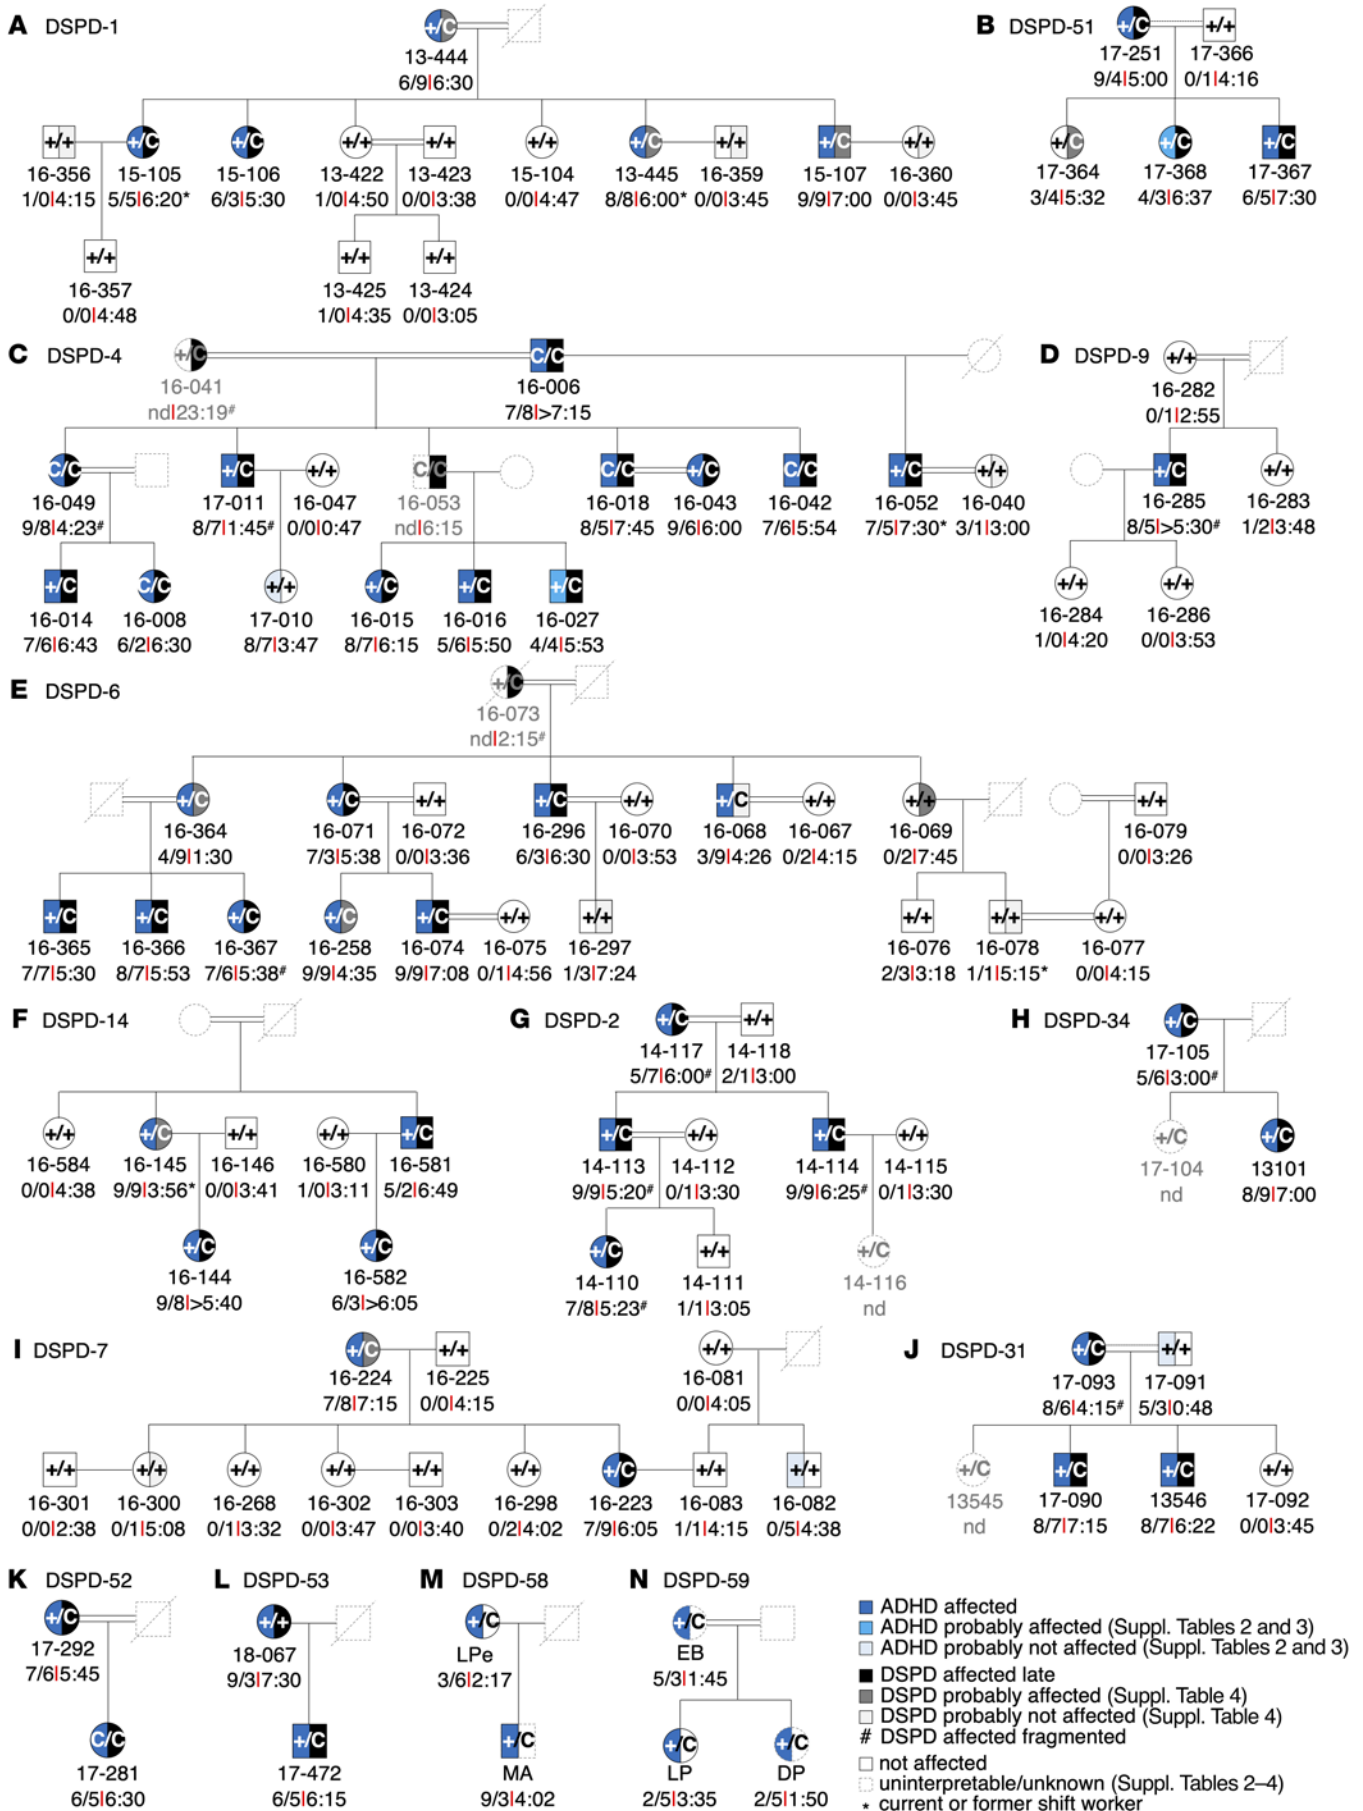 A DSPD-1
+/C
13-444
6/9|6:30
+/+ +/C +/C +/+ +/+ +/+ +/C +/+ +/C +/+
16-356 15-105 15-106 13-422 13-423 15-104 13-445 16-359 15-107 16-360
1/0|4:15 5/5|6:20* 6/3|5:30 1/0|4:50 0/0|3:38 0/0|4:47 8/8|6:00* 0/0|3:45 9/9|7:00 0/0|3:45
+/+ +/+ +/+
16-357 13-425 13-424
0/0|4:48 1/0|4:35 0/0|3:05
B DSPD-51
+/C +/+
17-251 17-366
9/4|5:00 0/1|4:16
+/C +/C +/C
17-364 17-368 17-367
3/4|5:32 4/3|6:37 6/5|7:30
C DSPD-4
+/C C/C
16-041 16-006
nd|23:19# 7/8|>7:15
C/C +/C +/+ C/C C/C +/C C/C +/C +/+
16-049 17-011 16-047 16-053 16-018 16-043 16-042 16-052 16-040
9/8|4:23# 8/7|1:45# 0/0|0:47 nd|6:15 8/5|7:45 9/6|6:00 7/6|5:54 7/5|7:30* 3/1|3:00
+/C C/C +/+ +/C +/C +/C
16-014 16-008 17-010 16-015 16-016 16-027
7/6|6:43 6/2|6:30 8/7|3:47 8/7|6:15 5/6|5:50 4/4|5:53
D DSPD-9
+/+
16-282
0/1|2:55
+/C +/+
16-285 16-283
8/5|>5:30# 1/2|3:48
+/+ +/+
16-284 16-286
1/0|4:20 0/0|3:53
E DSPD-6
+/C
16-073
nd|2:15#
+/C +/C +/+ +/C +/+ +/C +/+ +/+ +/+
16-364 16-071 16-072 16-296 16-070 16-068 16-067 16-069 16-079
4/9|1:30 7/3|5:38 0/0|3:36 6/3|6:30 0/0|3:53 3/9|4:26 0/2|4:15 0/2|7:45 0/0|3:26
+/C +/C +/C +/C +/C +/+ +/+ +/+ +/+ +/+
16-365 16-366 16-367 16-258 16-074 16-075 16-297 16-076 16-078 16-077
7/7|5:30 8/7|5:53 7/6|5:38# 9/9|4:35 9/9|7:08 0/1|4:56 1/3|7:24 2/3|3:18 1/1|5:15* 0/0|4:15
F DSPD-14
+/+ +/C +/+ +/+ +/C
16-584 16-145 16-146 16-580 16-581
0/0|4:38 9/9|3:56* 0/0|3:41 1/0|3:11 5/2|6:49
+/C +/C
16-144 16-582
9/8|>5:40 6/3|>6:05
G DSPD-2
+/C +/+
14-117 14-118
5/7|6:00# 2/1|3:00
+/C +/+ +/C +/+
14-113 14-112 14-114 14-115
9/9|5:20# 0/1|3:30 9/9|6:25# 0/1|3:30
+/C +/+ +/C
14-110 14-111 14-116
7/8|5:23# 1/1|3:05 nd
H DSPD-34
+/C
17-105
5/6|3:00#
+/C +/C
17-104 13101
nd 8/9|7:00
I DSPD-7
+/C +/+ +/+
16-224 16-225 16-081
7/8|7:15 0/0|4:15 0/0|4:05
+/+ +/+ +/+ +/+ +/+ +/+ +/C +/+ +/+
16-301 16-300 16-268 16-302 16-303 16-298 16-223 16-083 16-082
0/0|2:38 0/1|5:08 0/1|3:32 0/0|3:47 0/0|3:40 0/2|4:02 7/9|6:05 1/1|4:15 0/5|4:38
J DSPD-31
+/C +/+
17-093 17-091
8/6|4:15# 5/3|0:48
+/C +/C +/C +/+
13545 17-090 13546 17-092
nd 8/7|7:15 8/7|6:22 0/0|3:45
K DSPD-52
+/C
17-292
7/6|5:45
C/C
17-281
6/5|6:30
L DSPD-53
+/+
18-067
9/3|7:30
+/C
17-472
6/5|6:15
M DSPD-58
+/C
LPe
3/6|2:17
+/C
MA
9/3|4:02
N DSPD-59
+/C
EB
5/3|1:45
+/C +/C
LP DP
2/5|3:35 2/5|1:50
ADHD affected
ADHD probably affected (Suppl. Tables 2 and 3)
ADHD probably not affected (Suppl. Tables 2 and 3)
DSPD affected late
DSPD probably affected (Suppl. Table 4)
DSPD probably not affected (Suppl. Table 4)
# DSPD affected fragmented
not affected
uninterpretable/unknown (Suppl. Tables 2–4)
* current or former shift worker